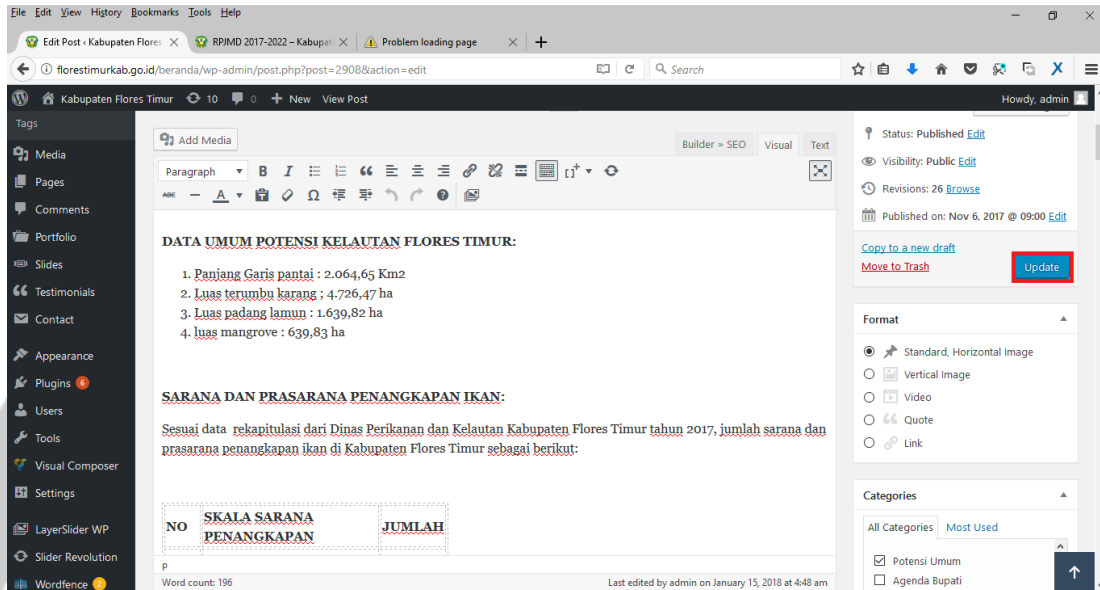 File Edit View History Bookmarks Tools Help
Edit Post ‹ Kabupaten Flores
RPJMD 2017-2022 – Kabupat
Problem loading page
florestimurkab.go.id/beranda/wp-admin/post.php?post=2908&action=edit
Search
Kabupaten Flores Timur 10 0 + New View Post
Howdy, admin
Tags
Media
Pages
Comments
Portfolio
Slides
Testimonials
Contact
Appearance
Plugins 6
Users
Tools
Visual Composer
Settings
LayerSlider WP
Slider Revolution
Wordfence 2
Add Media
Builder » SEO Visual Text
Paragraph B I
ABC A Ω
DATA UMUM POTENSI KELAUTAN FLORES TIMUR:
1. Panjang Garis pantai : 2.064,65 Km2
2. Luas terumbu karang ; 4.726,47 ha
3. Luas padang lamun : 1.639,82 ha
4. luas mangrove : 639,83 ha
SARANA DAN PRASARANA PENANGKAPAN IKAN:
Sesuai data rekapitulasi dari Dinas Perikanan dan Kelautan Kabupaten Flores Timur tahun 2017, jumlah sarana dan
prasarana penangkapan ikan di Kabupaten Flores Timur sebagai berikut:
NO SKALA SARANA PENANGKAPAN JUMLAH
p
Word count: 196
Last edited by admin on January 15, 2018 at 4:48 am
Status: Published Edit
Visibility: Public Edit
Revisions: 26 Browse
Published on: Nov 6, 2017 @ 09:00 Edit
Copy to a new draft
Move to Trash
Update
Format
Standard, Horizontal Image
Vertical Image
Video
Quote
Link
Categories
All Categories Most Used
Potensi Umum
Agenda Bupati